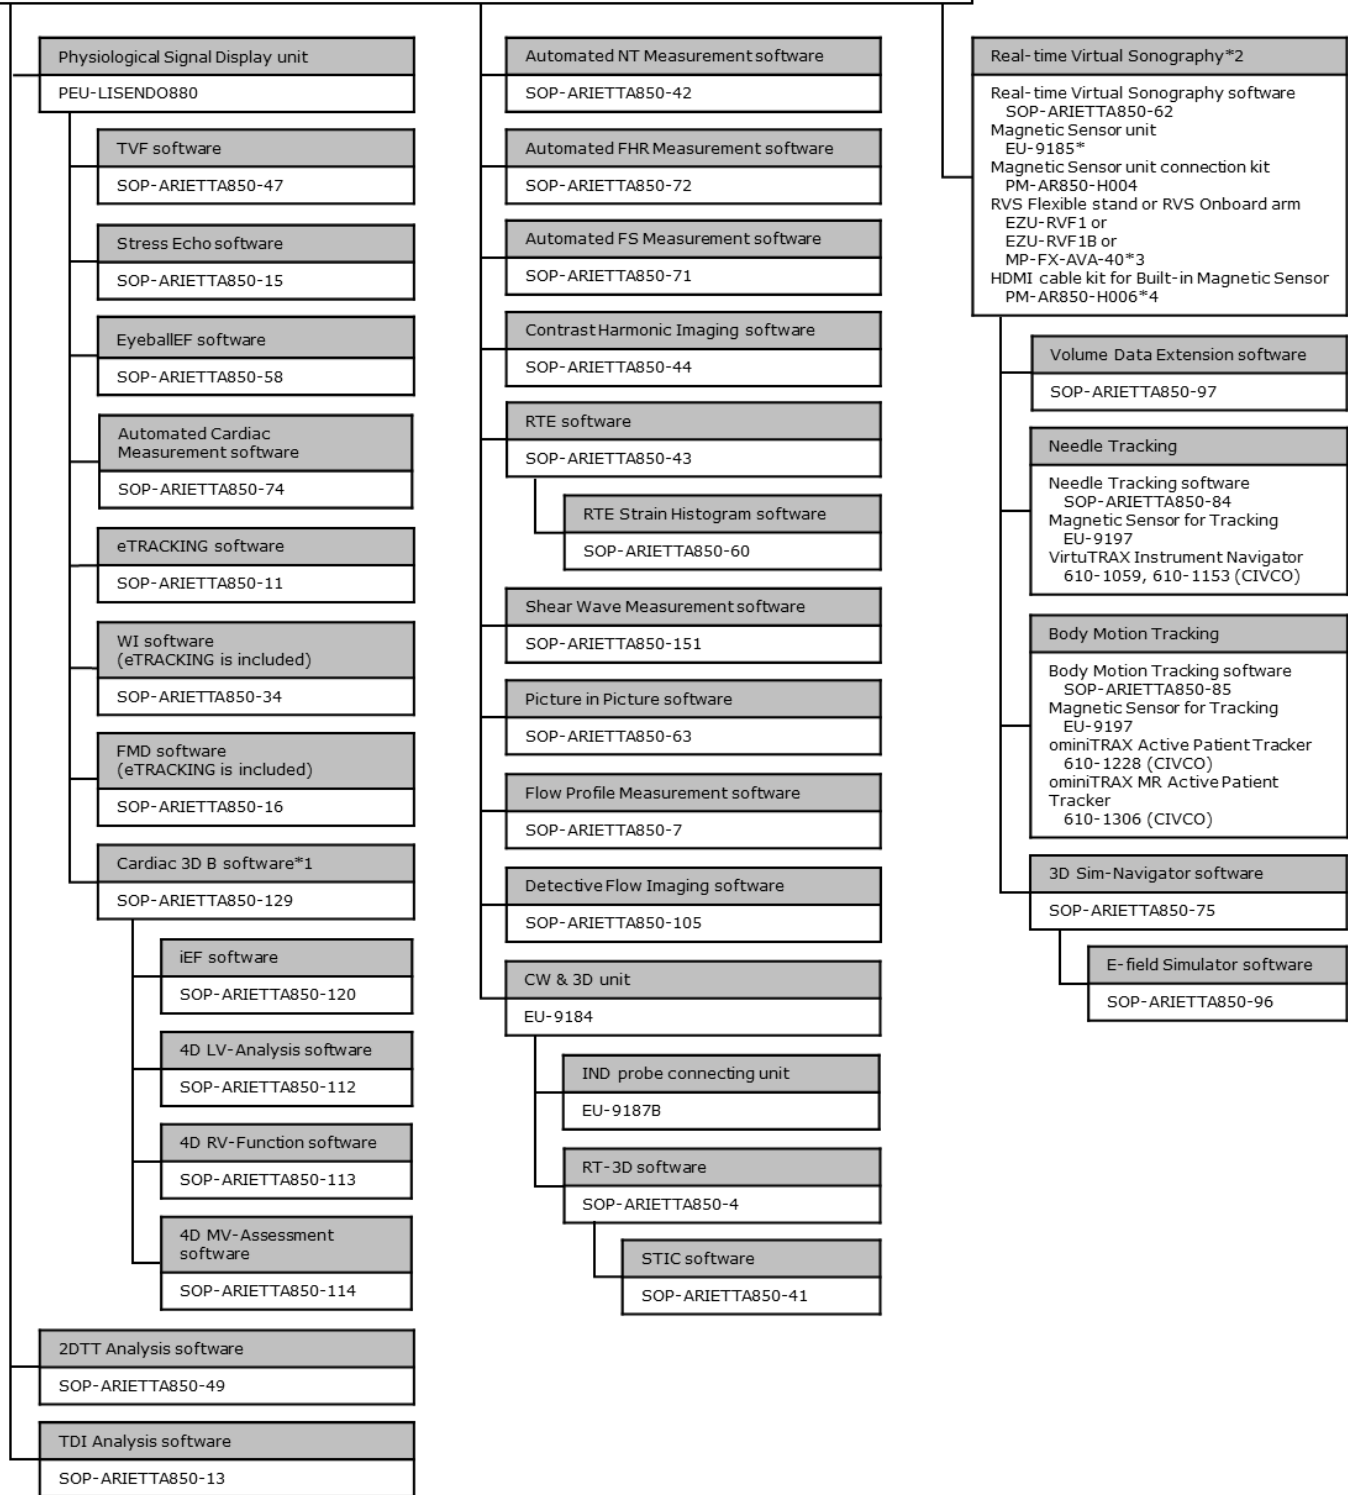 Physiological Signal Display unit
PEU-LISENDO880
TVF software
SOP-ARIETTA850-47
Stress Echo software
SOP-ARIETTA850-15
EyeballEF software
SOP-ARIETTA850-58
Automated Cardiac
Measurement software
SOP-ARIETTA850-74
eTRACKING software
SOP-ARIETTA850-11
WI software
(eTRACKING is included)
SOP-ARIETTA850-34
FMD software
(eTRACKING is included)
SOP-ARIETTA850-16
Cardiac 3D B software*1
SOP-ARIETTA850-129
iEF software
SOP-ARIETTA850-120
4D LV-Analysis software
SOP-ARIETTA850-112
4D RV-Function software
SOP-ARIETTA850-113
4D MV-Assessment
software
SOP-ARIETTA850-114
2DTT Analysis software
SOP-ARIETTA850-49
TDI Analysis software
SOP-ARIETTA850-13
Automated NT Measurement software
SOP-ARIETTA850-42
Automated FHR Measurement software
SOP-ARIETTA850-72
Automated FS Measurement software
SOP-ARIETTA850-71
Contrast Harmonic Imaging software
SOP-ARIETTA850-44
RTE software
SOP-ARIETTA850-43
RTE Strain Histogram software
SOP-ARIETTA850-60
Shear Wave Measurement software
SOP-ARIETTA850-151
Picture in Picture software
SOP-ARIETTA850-63
Flow Profile Measurement software
SOP-ARIETTA850-7
Detective Flow Imaging software
SOP-ARIETTA850-105
CW & 3D unit
EU-9184
IND probe connecting unit
EU-9187B
RT-3D software
SOP-ARIETTA850-4
STIC software
SOP-ARIETTA850-41
Real-time Virtual Sonography*2
Real-time Virtual Sonography software
SOP-ARIETTA850-62
Magnetic Sensor unit
EU-9185*
Magnetic Sensor unit connection kit
PM-AR850-H004
RVS Flexible stand or RVS Onboard arm
EZU-RVF1 or
EZU-RVF1B or
MP-FX-AVA-40*3
HDMI cable kit for Built-in Magnetic Sensor
PM-AR850-H006*4
Volume Data Extension software
SOP-ARIETTA850-97
Needle Tracking
Needle Tracking software
SOP-ARIETTA850-84
Magnetic Sensor for Tracking
EU-9197
VirtuTRAX Instrument Navigator
610-1059, 610-1153 (CIVCO)
Body Motion Tracking
Body Motion Tracking software
SOP-ARIETTA850-85
Magnetic Sensor for Tracking
EU-9197
ominiTRAX Active Patient Tracker
610-1228 (CIVCO)
ominiTRAX MR Active Patient
Tracker
610-1306 (CIVCO)
3D Sim-Navigator software
SOP-ARIETTA850-75
E-field Simulator software
SOP-ARIETTA850-96